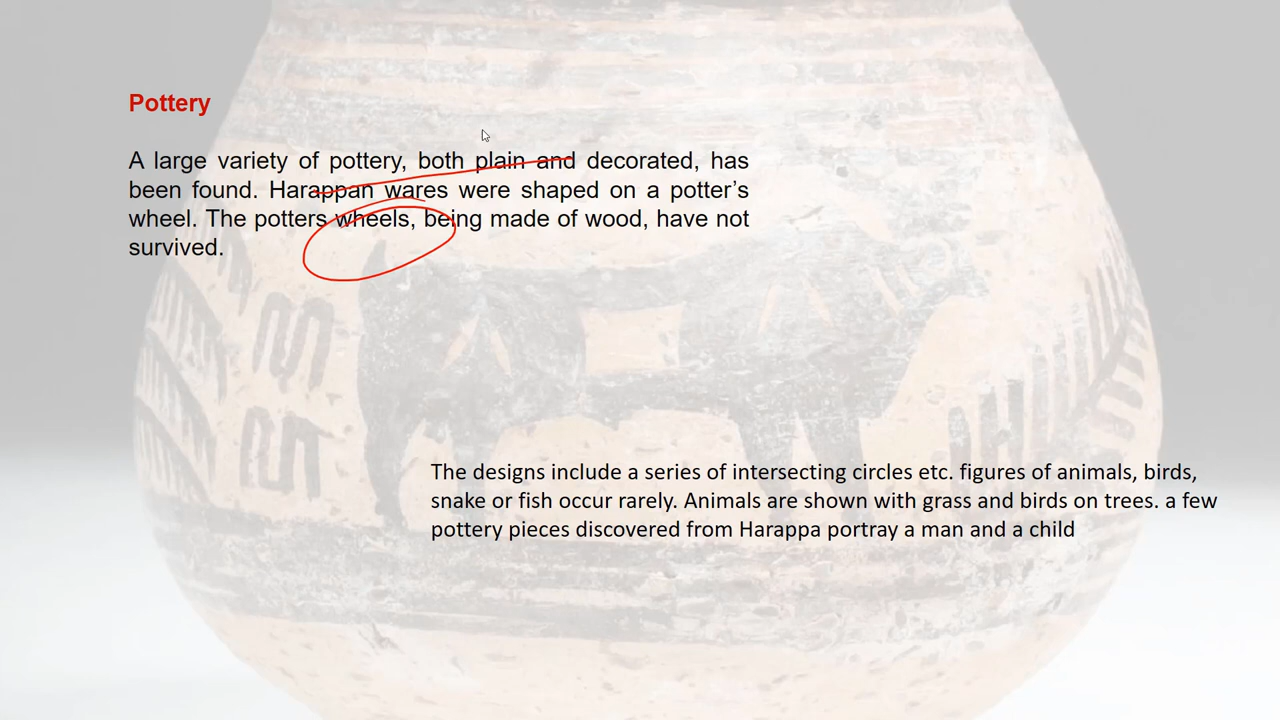 Pottery
A large variety of pottery, both plain and decorated, has
been found. Harappan wares were shaped on a potter's
wheel. The potters wheels, being made of wood, have not
survived.
The designs include a series of intersecting circles etc. figures of animals, birds,
snake or fish occur rarely. Animals are shown with grass and birds on trees. a few
pottery pieces discovered from Harappa portray a man and a child